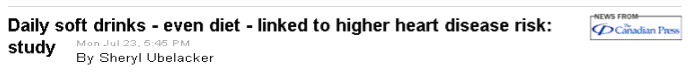 Daily soft drinks - even diet - linked to higher heart disease risk:
study Mon Jul 23, 5:45 PM
By Sheryl Ubelacker
NEWS FROM
Canadian Press